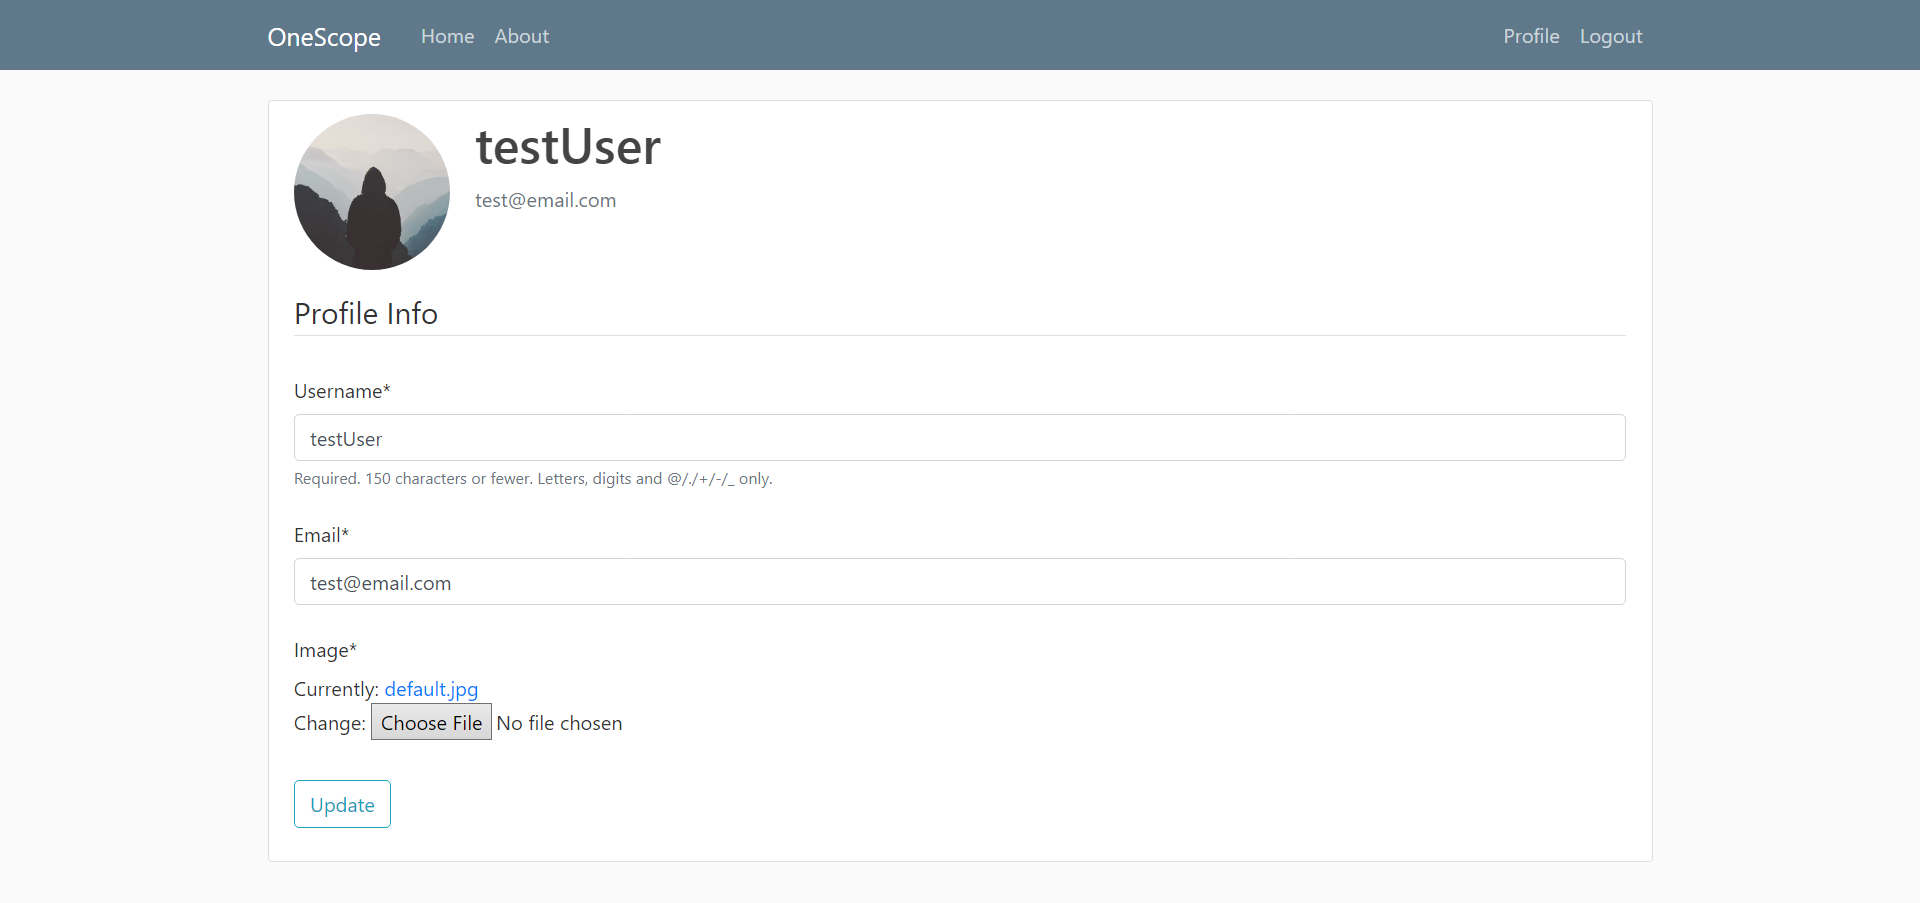 OneScope Home About Profile Logout
testUser
test@email.com
Profile Info
Username*
testUser
Required. 150 characters or fewer. Letters, digits and @/./+/-/_ only.
Email*
test@email.com
Image*
Currently: default.jpg
Change: Choose File No file chosen
Update